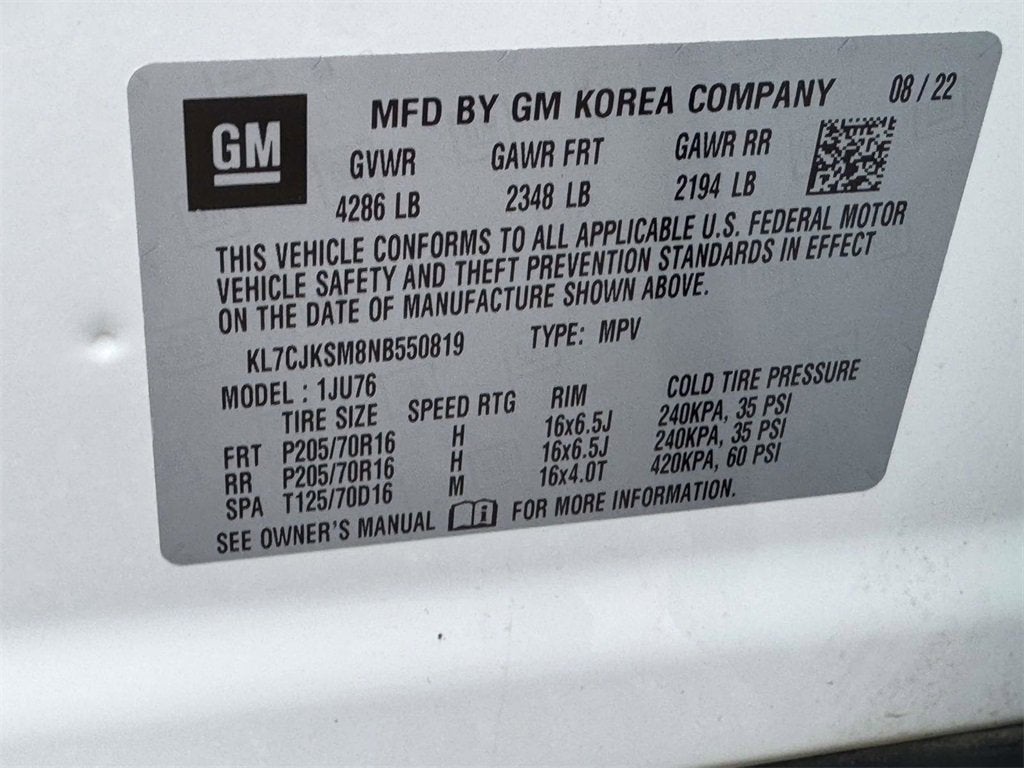 GM
MFD BY GM KOREA COMPANY 08 / 22
GVWR GAWR FRT GAWR RR
4286 LB 2348 LB 2194 LB
THIS VEHICLE CONFORMS TO ALL APPLICABLE U.S. FEDERAL MOTOR
VEHICLE SAFETY AND THEFT PREVENTION STANDARDS IN EFFECT
ON THE DATE OF MANUFACTURE SHOWN ABOVE.
KL7CJKSM8NB550819 TYPE: MPV
MODEL : 1JU76
TIRE SIZE SPEED RTG RIM COLD TIRE PRESSURE
FRT P205/70R16 H 16x6.5J 240KPA, 35 PSI
RR P205/70R16 H 16x6.5J 240KPA, 35 PSI
SPA T125/70D16 M 16x4.0T 420KPA, 60 PSI
SEE OWNER'S MANUAL i FOR MORE INFORMATION.